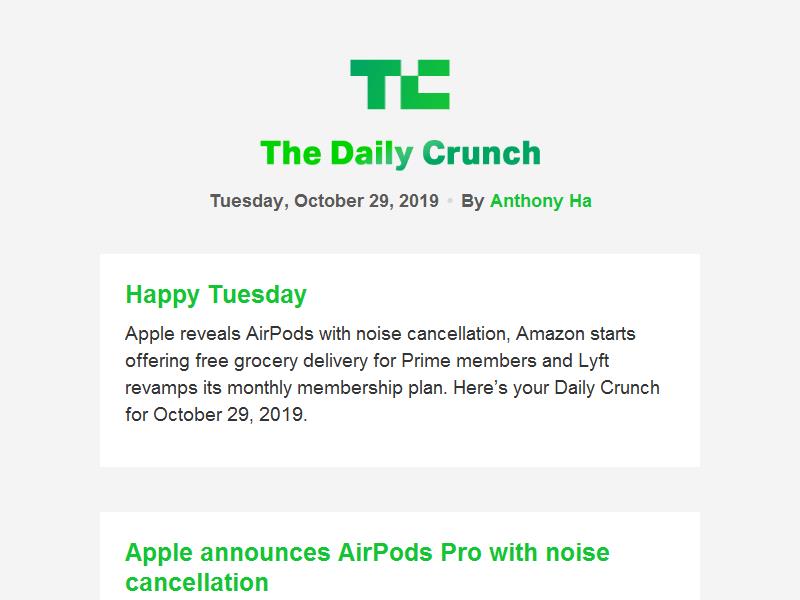 TC
The Daily Crunch
Tuesday, October 29, 2019 • By Anthony Ha
Happy Tuesday
Apple reveals AirPods with noise cancellation, Amazon starts
offering free grocery delivery for Prime members and Lyft
revamps its monthly membership plan. Here’s your Daily Crunch
for October 29, 2019.
Apple announces AirPods Pro with noise
cancellation